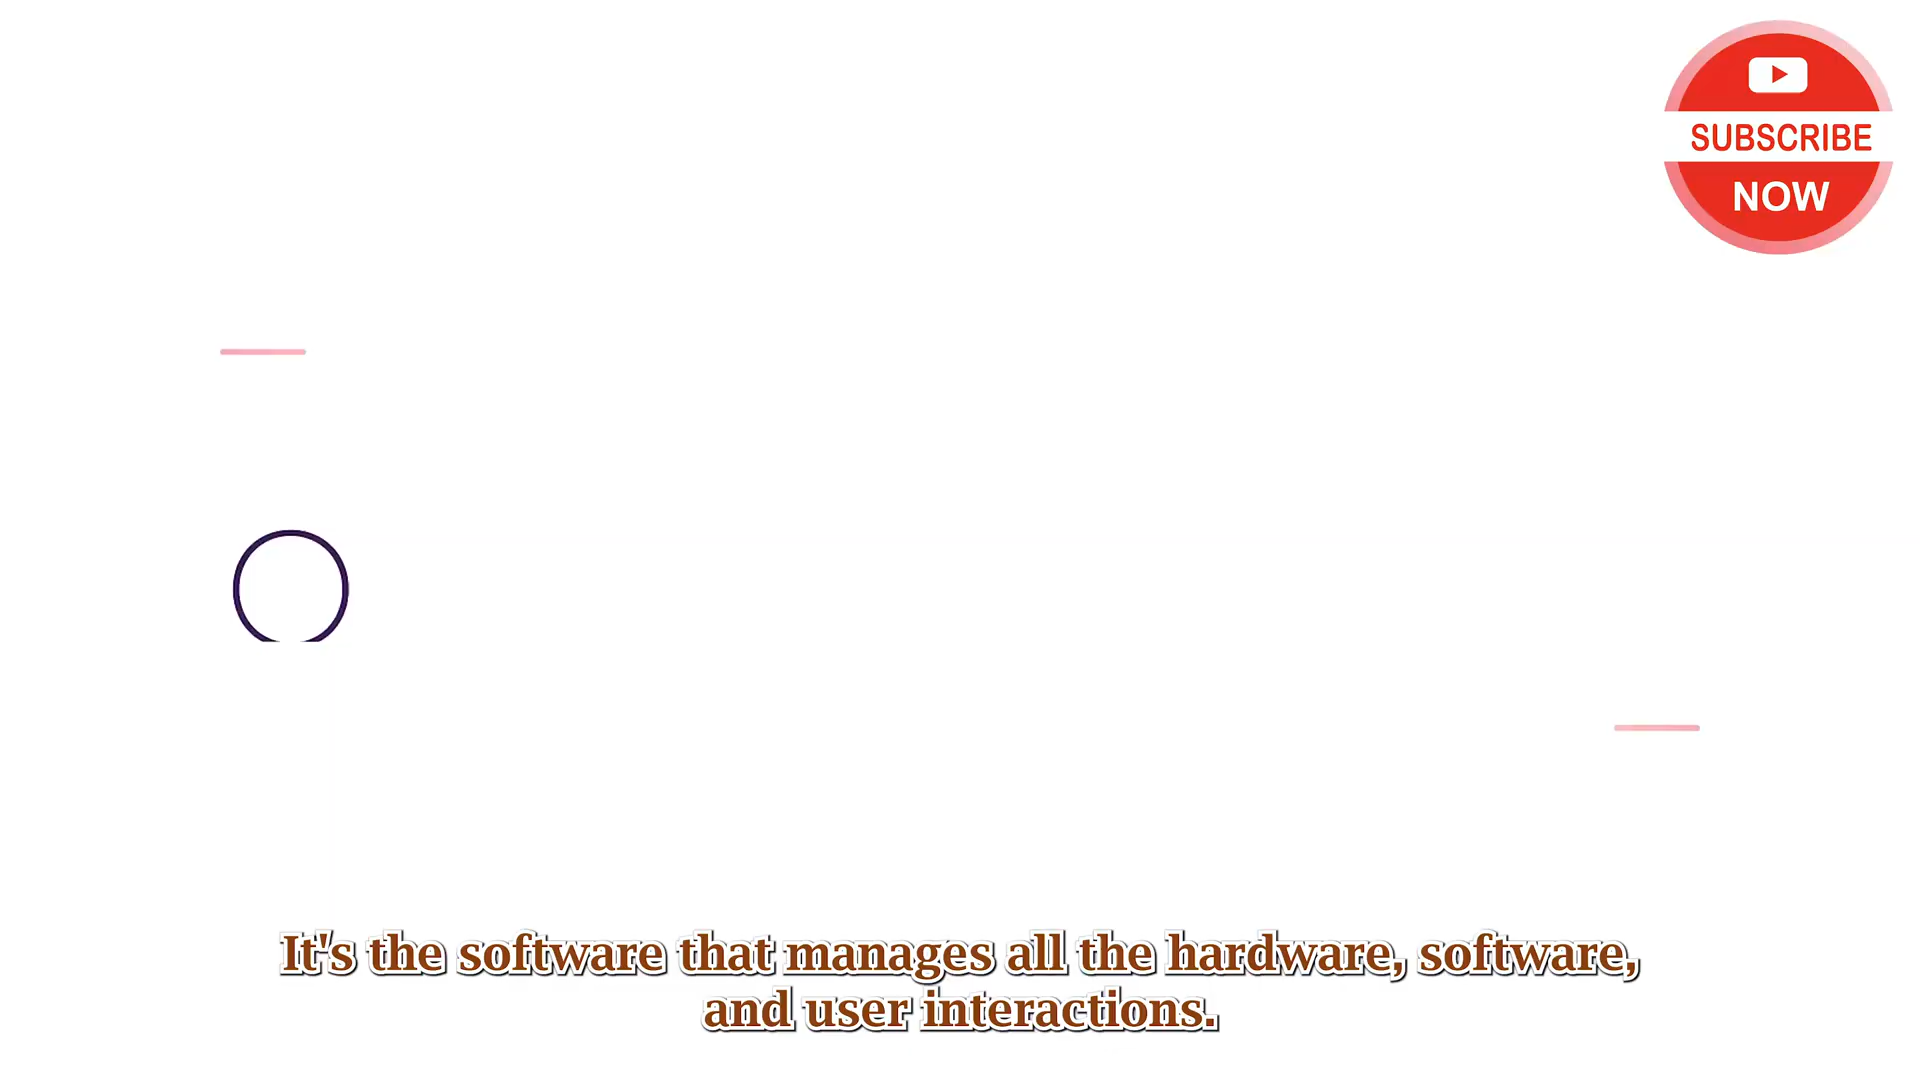 SUBSCRIBE
NOW
It's the software that manages all the hardware, software,
and user interactions.